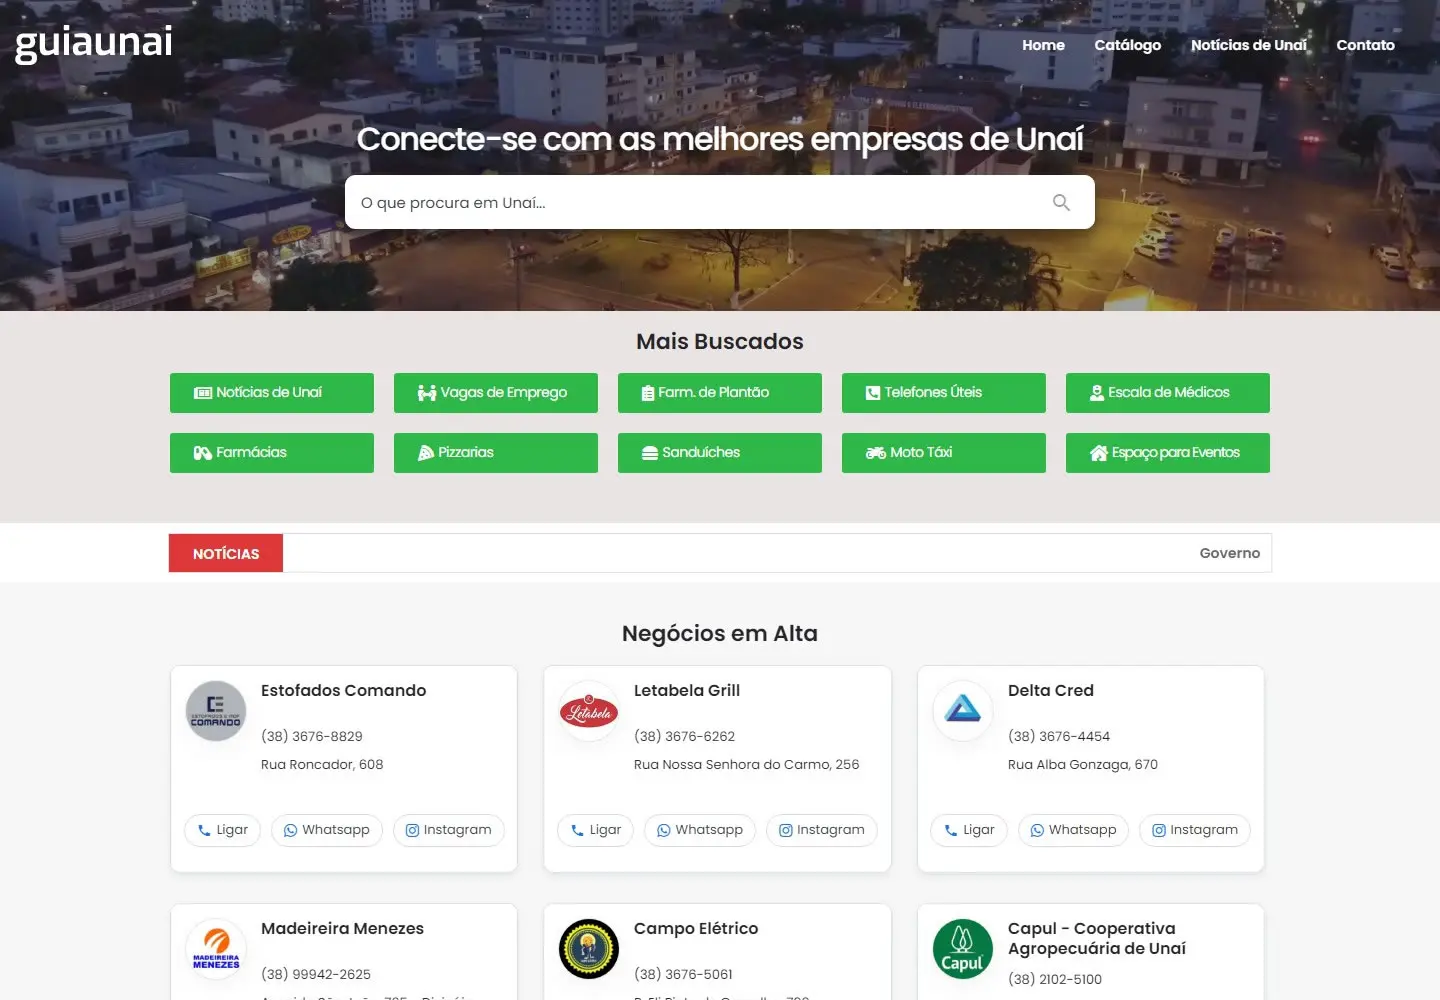 guiaunai
Home
Catálogo
Notícias de Unaí
Contato
Conecte-se com as melhores empresas de Unaí
O que procura em Unaí...
Mais Buscados
Notícias de Unaí
Vagas de Emprego
Farm. de Plantão
Telefones Úteis
Escala de Médicos
Farmácias
Pizzarias
Sanduíches
Moto Táxi
Espaço para Eventos
NOTÍCIAS
Governo
Negócios em Alta
Estofados Comando
(38) 3676-8829
Rua Roncador, 608
Ligar
Whatsapp
Instagram
COMANDO
Letabela Grill
(38) 3676-6262
Rua Nossa Senhora do Carmo, 256
Ligar
Whatsapp
Instagram
Letabela
Delta Cred
(38) 3676-4454
Rua Alba Gonzaga, 670
Ligar
Whatsapp
Instagram
Madeireira Menezes
(38) 99942-2625
MADEIREIRA
MENEZES
Campo Elétrico
(38) 3676-5061
Capul - Cooperativa
Agropecuária de Unaí
(38) 2102-5100
Capul